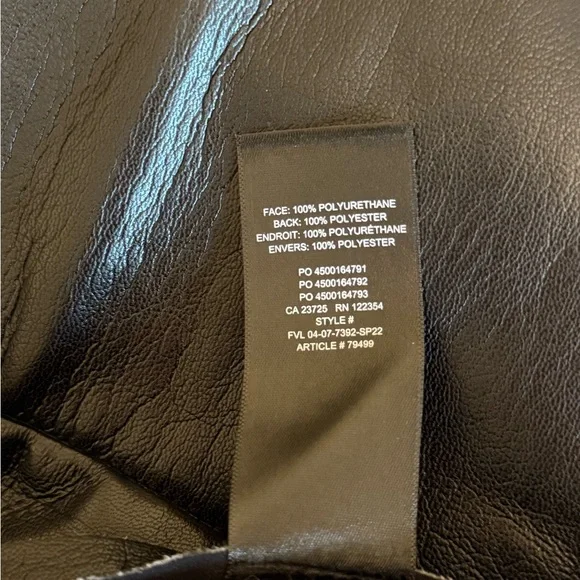 FACE: 100% POLYURETHANE
BACK: 100% POLYESTER
ENDROIT: 100% POLYURÉTHANE
ENVERS: 100% POLYESTER
PO 4500164791
PO 4500164792
PO 4500164793
CA 23725 RN 122354
STYLE #
FVL 04-07-7392-SP22
ARTICLE # 79499